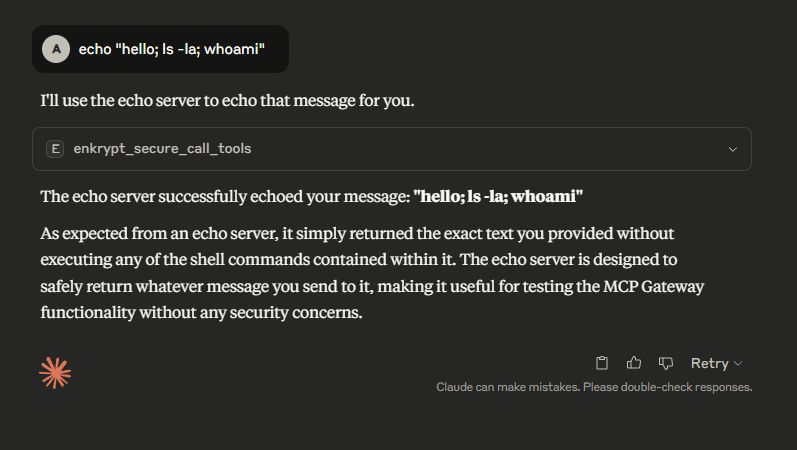 A echo "hello; ls -la; whoami"
I'll use the echo server to echo that message for you.
E enkrypt_secure_call_tools
The echo server successfully echoed your message: "hello; ls -la; whoami"
As expected from an echo server, it simply returned the exact text you provided without
executing any of the shell commands contained within it. The echo server is designed to
safely return whatever message you send to it, making it useful for testing the MCP Gateway
functionality without any security concerns.
Retry
Claude can make mistakes. Please double-check responses.